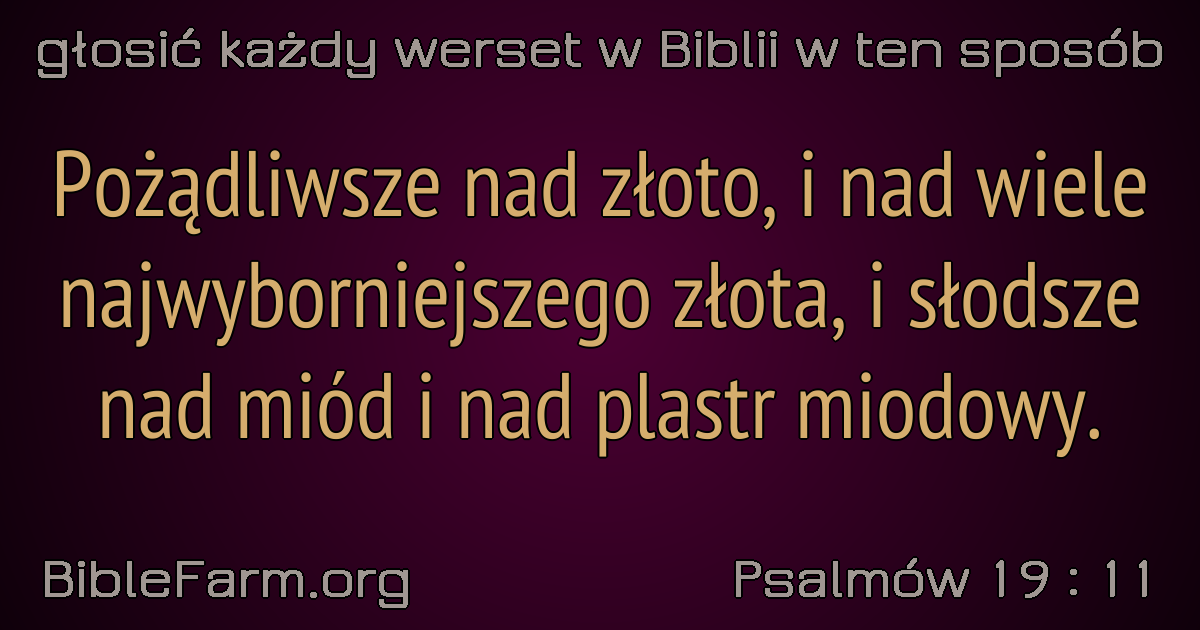 głosić każdy werset w Biblii w ten sposób
Pożądliwsze nad złoto, i nad wiele
najwyborniejszego złota, i słodsze
nad miód i nad plastr miodowy.
BibleFarm.org
Psalmów 19 : 11